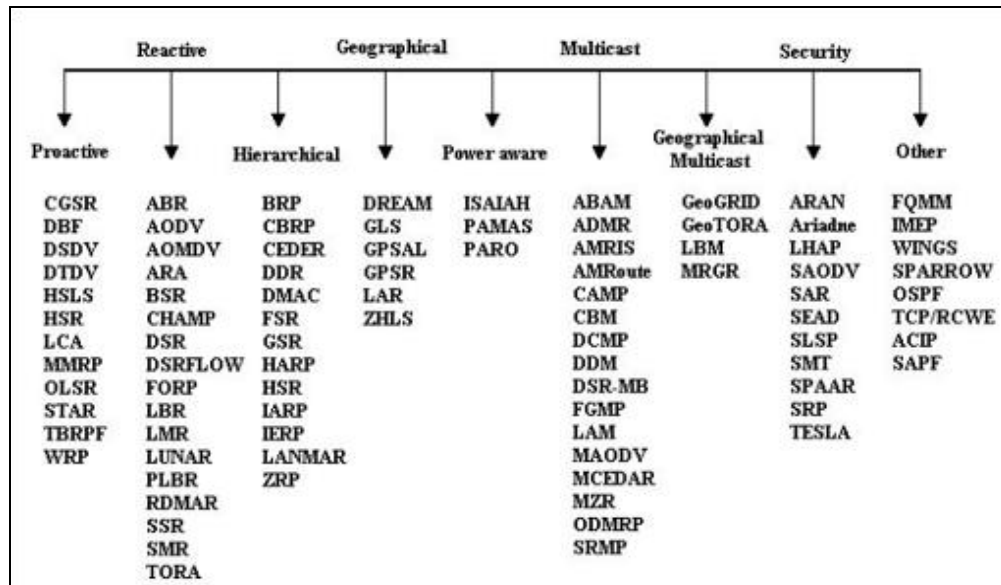 Reactive
Geographical
Multicast
Security
Proactive
Hierarchical
Power aware
Geographical
Multicast
Other
CGSR
DBF
DSDV
DTDV
HSLS
HSR
LCA
MMRP
OLSR
STAR
TBRPF
WRP
ABR
AODV
AOMDV
ARA
BSR
CHAMP
DSR
DSRFLOW
FORP
LBR
LMR
LUNAR
PLBR
RDMAR
SSR
SMR
TORA
BRP
CBRP
CEDER
DDR
DMAC
FSR
GSR
HARP
HSR
IARP
IERP
LANMAR
ZRP
DREAM
GLS
GPSAL
GPSR
LAR
ZHLS
ISAIAH
PAMAS
PARO
ABAM
ADMR
AMRIS
AMRoute
CAMP
CBM
DCMP
DDM
DSR-MB
FGMP
LAM
MAODV
MCEDAR
MZR
ODMRP
SRMP
GeoGRID
GeoTORA
LBM
MRGR
ARAN
Ariadne
LHAP
SAODV
SAR
SEAD
SLSP
SMT
SPAAR
SRP
TESLA
FQMM
IMEP
WINGS
SPARROW
OSPF
TCP/RCWE
ACIP
SAPF